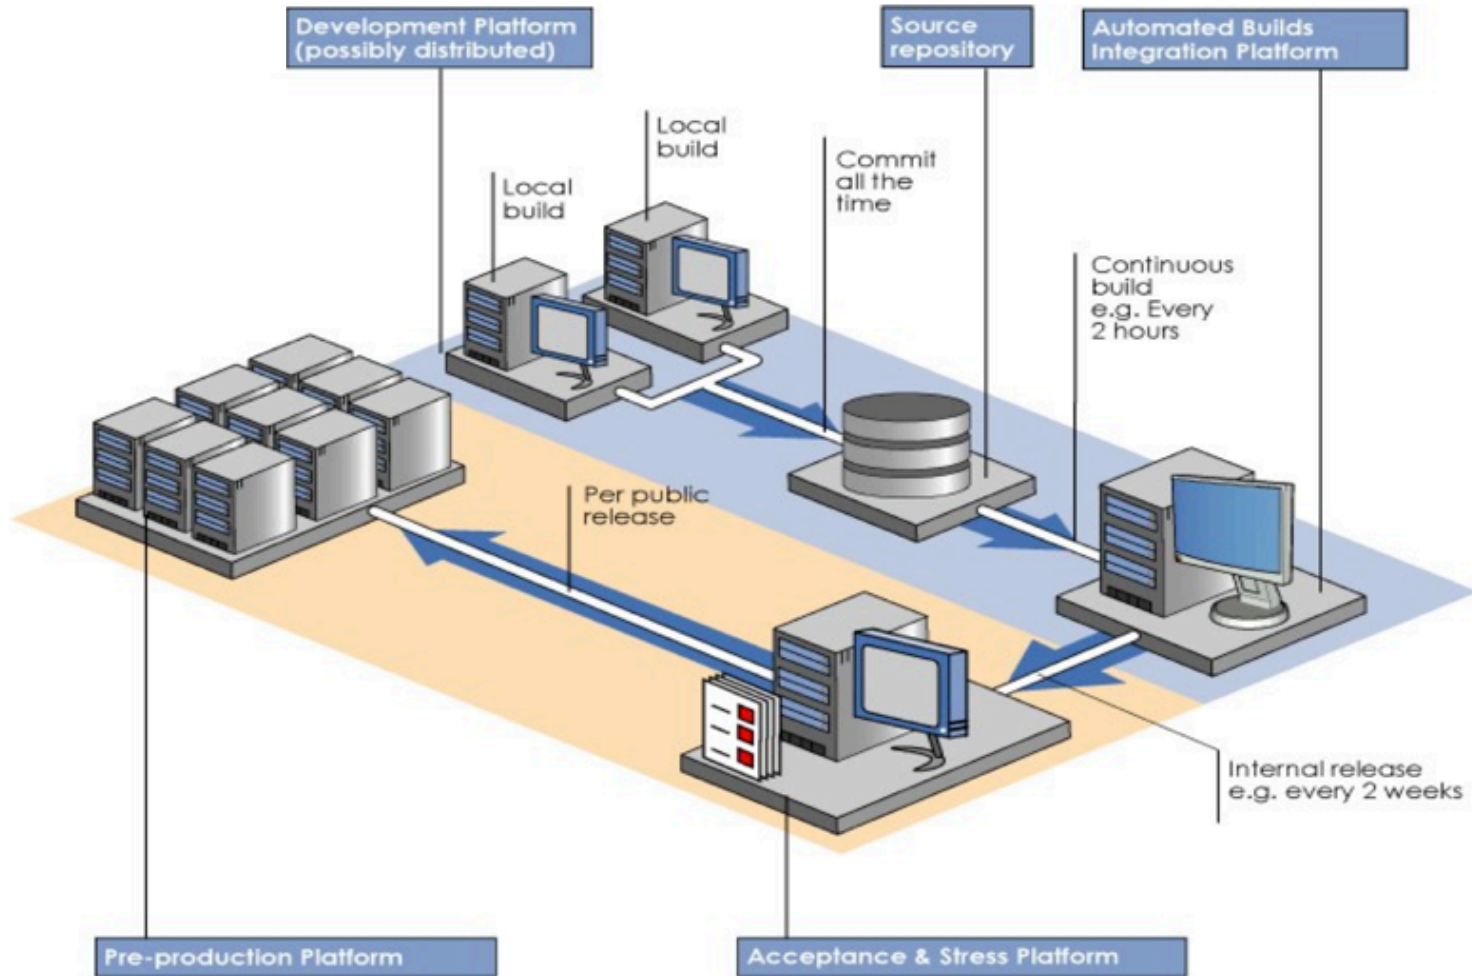 Development Platform
(possibly distributed)
Source
repository
Automated Builds
Integration Platform
Local
build
Local
build
Commit
all the
time
Continuous
build
e.g. Every
2 hours
Per public
release
Internal release
e.g. every 2 weeks
Pre-production Platform
Acceptance & Stress Platform